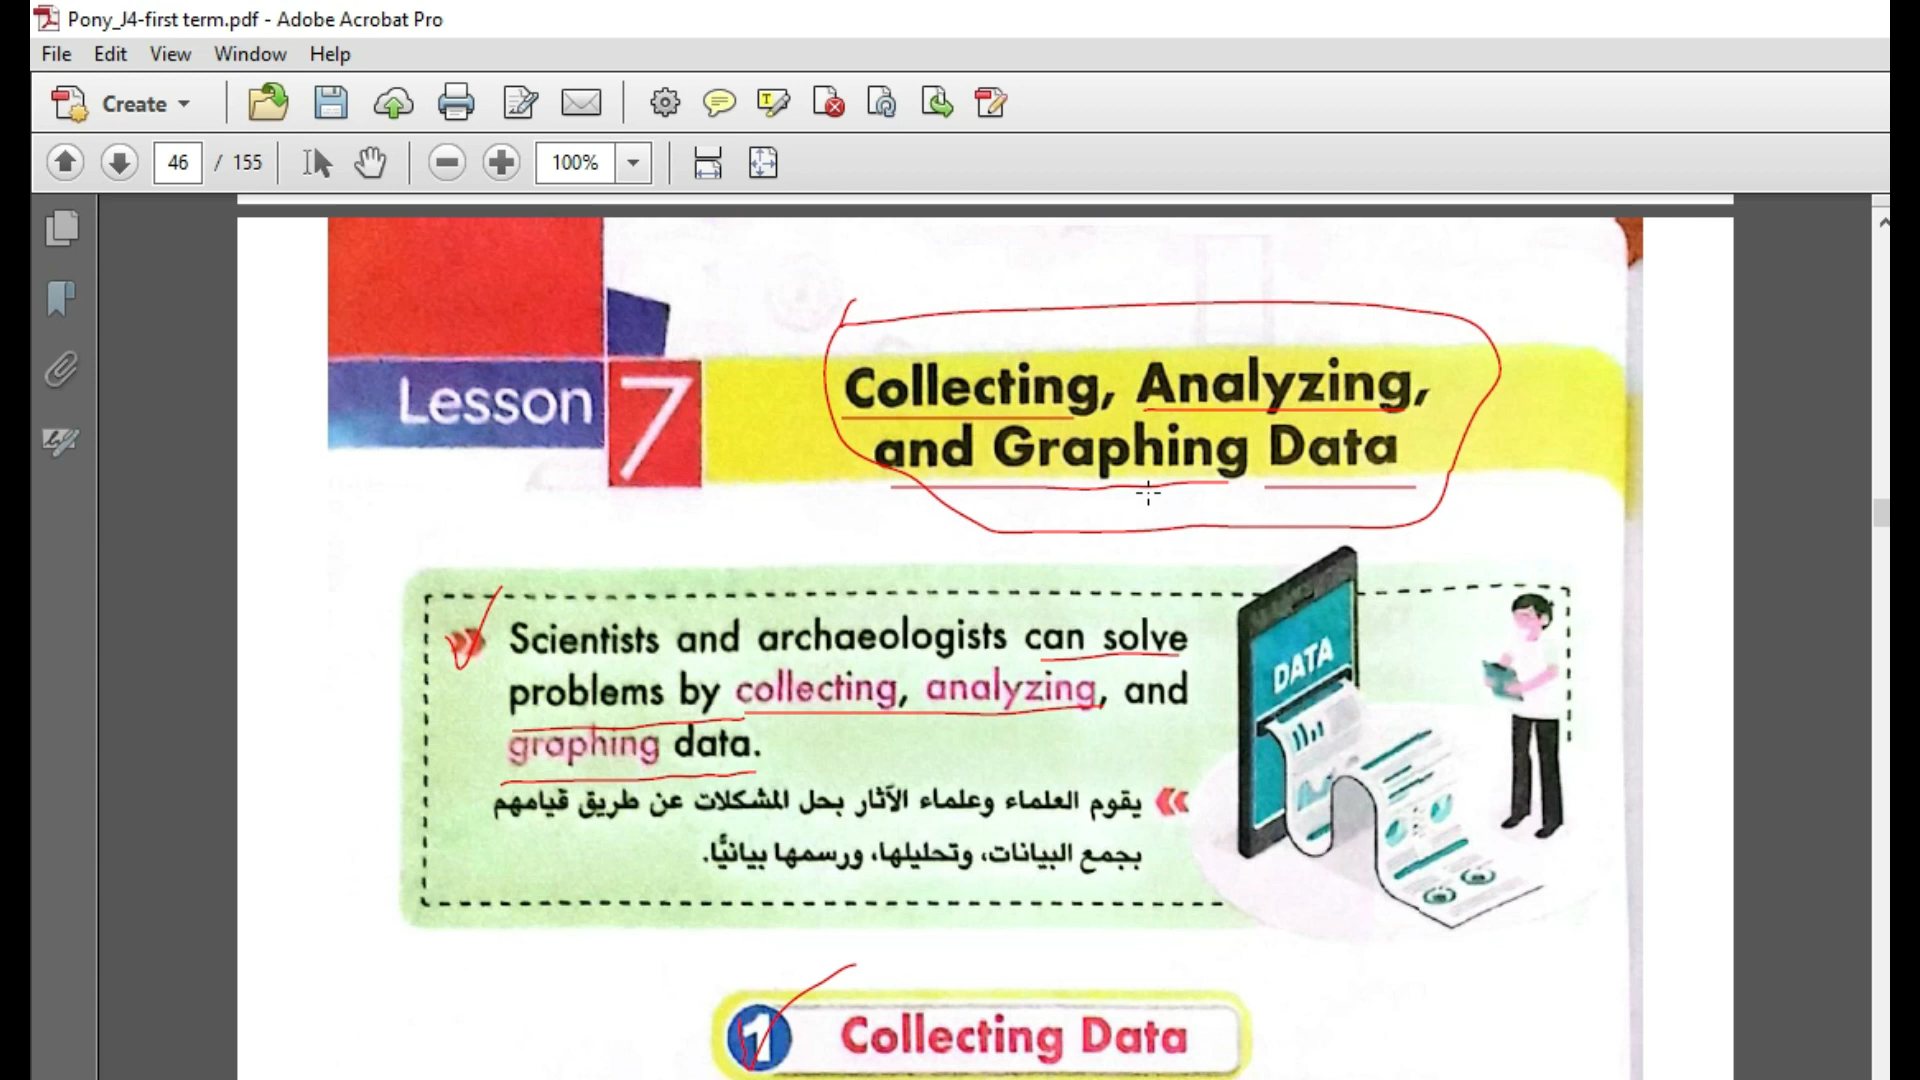 Pony_J4-first term.pdf - Adobe Acrobat Pro
File Edit View Window Help
Create
46 / 155 100%
Lesson 7
Collecting, Analyzing,
and Graphing Data
Scientists and archaeologists can solve
problems by collecting, analyzing, and
graphing data.
يقوم العلماء وعلماء الآثار بحل المشكلات عن طريق قيامهم
بجمع البيانات، وتحليلها، ورسمها بيانيًّا.
DATA
1 Collecting Data